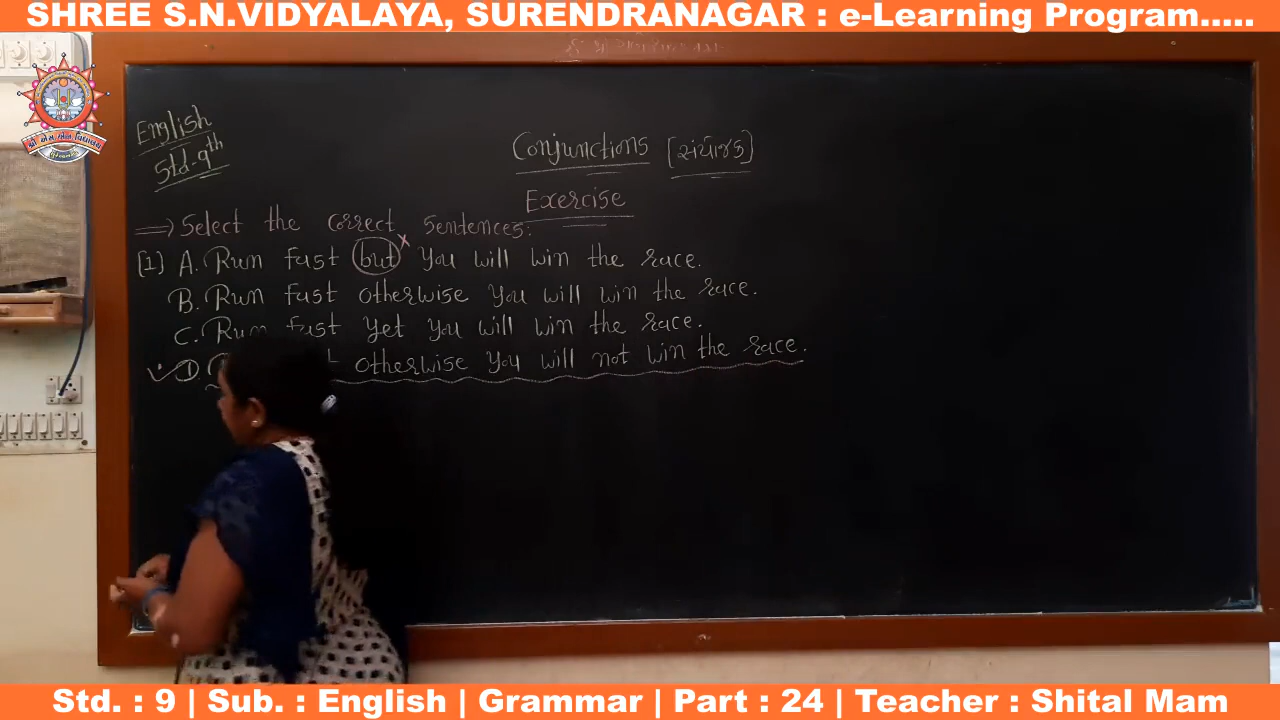 SHREE S.N.VIDYALAYA, SURENDRANAGAR : e-Learning Program.....
English
Std-9th
Conjunctions [સંયોજક]
Exercise
⇒ Select the correct sentences:
[1] A. Run fast but × you will win the race.
B. Run fast otherwise you will win the race.
C. Run fast yet you will win the race.
✓ D. otherwise you will not win the race.
Std. : 9 | Sub. : English | Grammar | Part : 24 | Teacher : Shital Mam